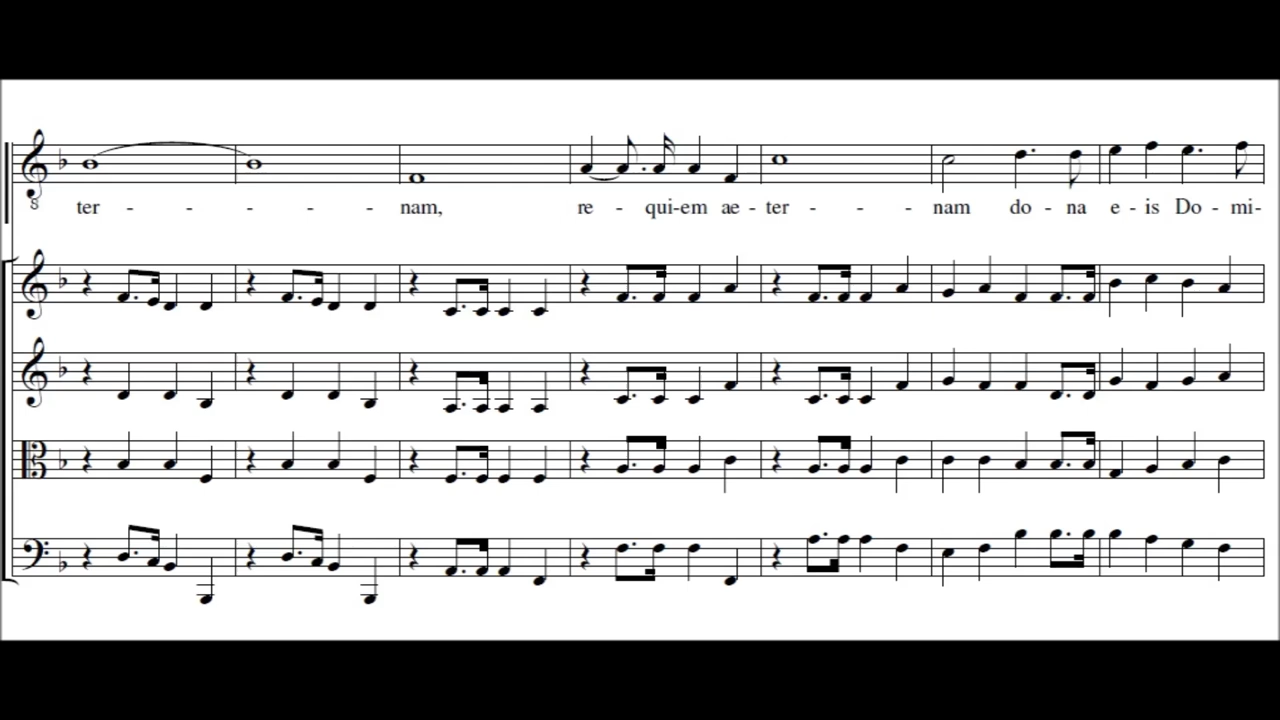 ter - - - - - nam, re - qui-em ae - ter - - - nam do - na e - is Do - mi-